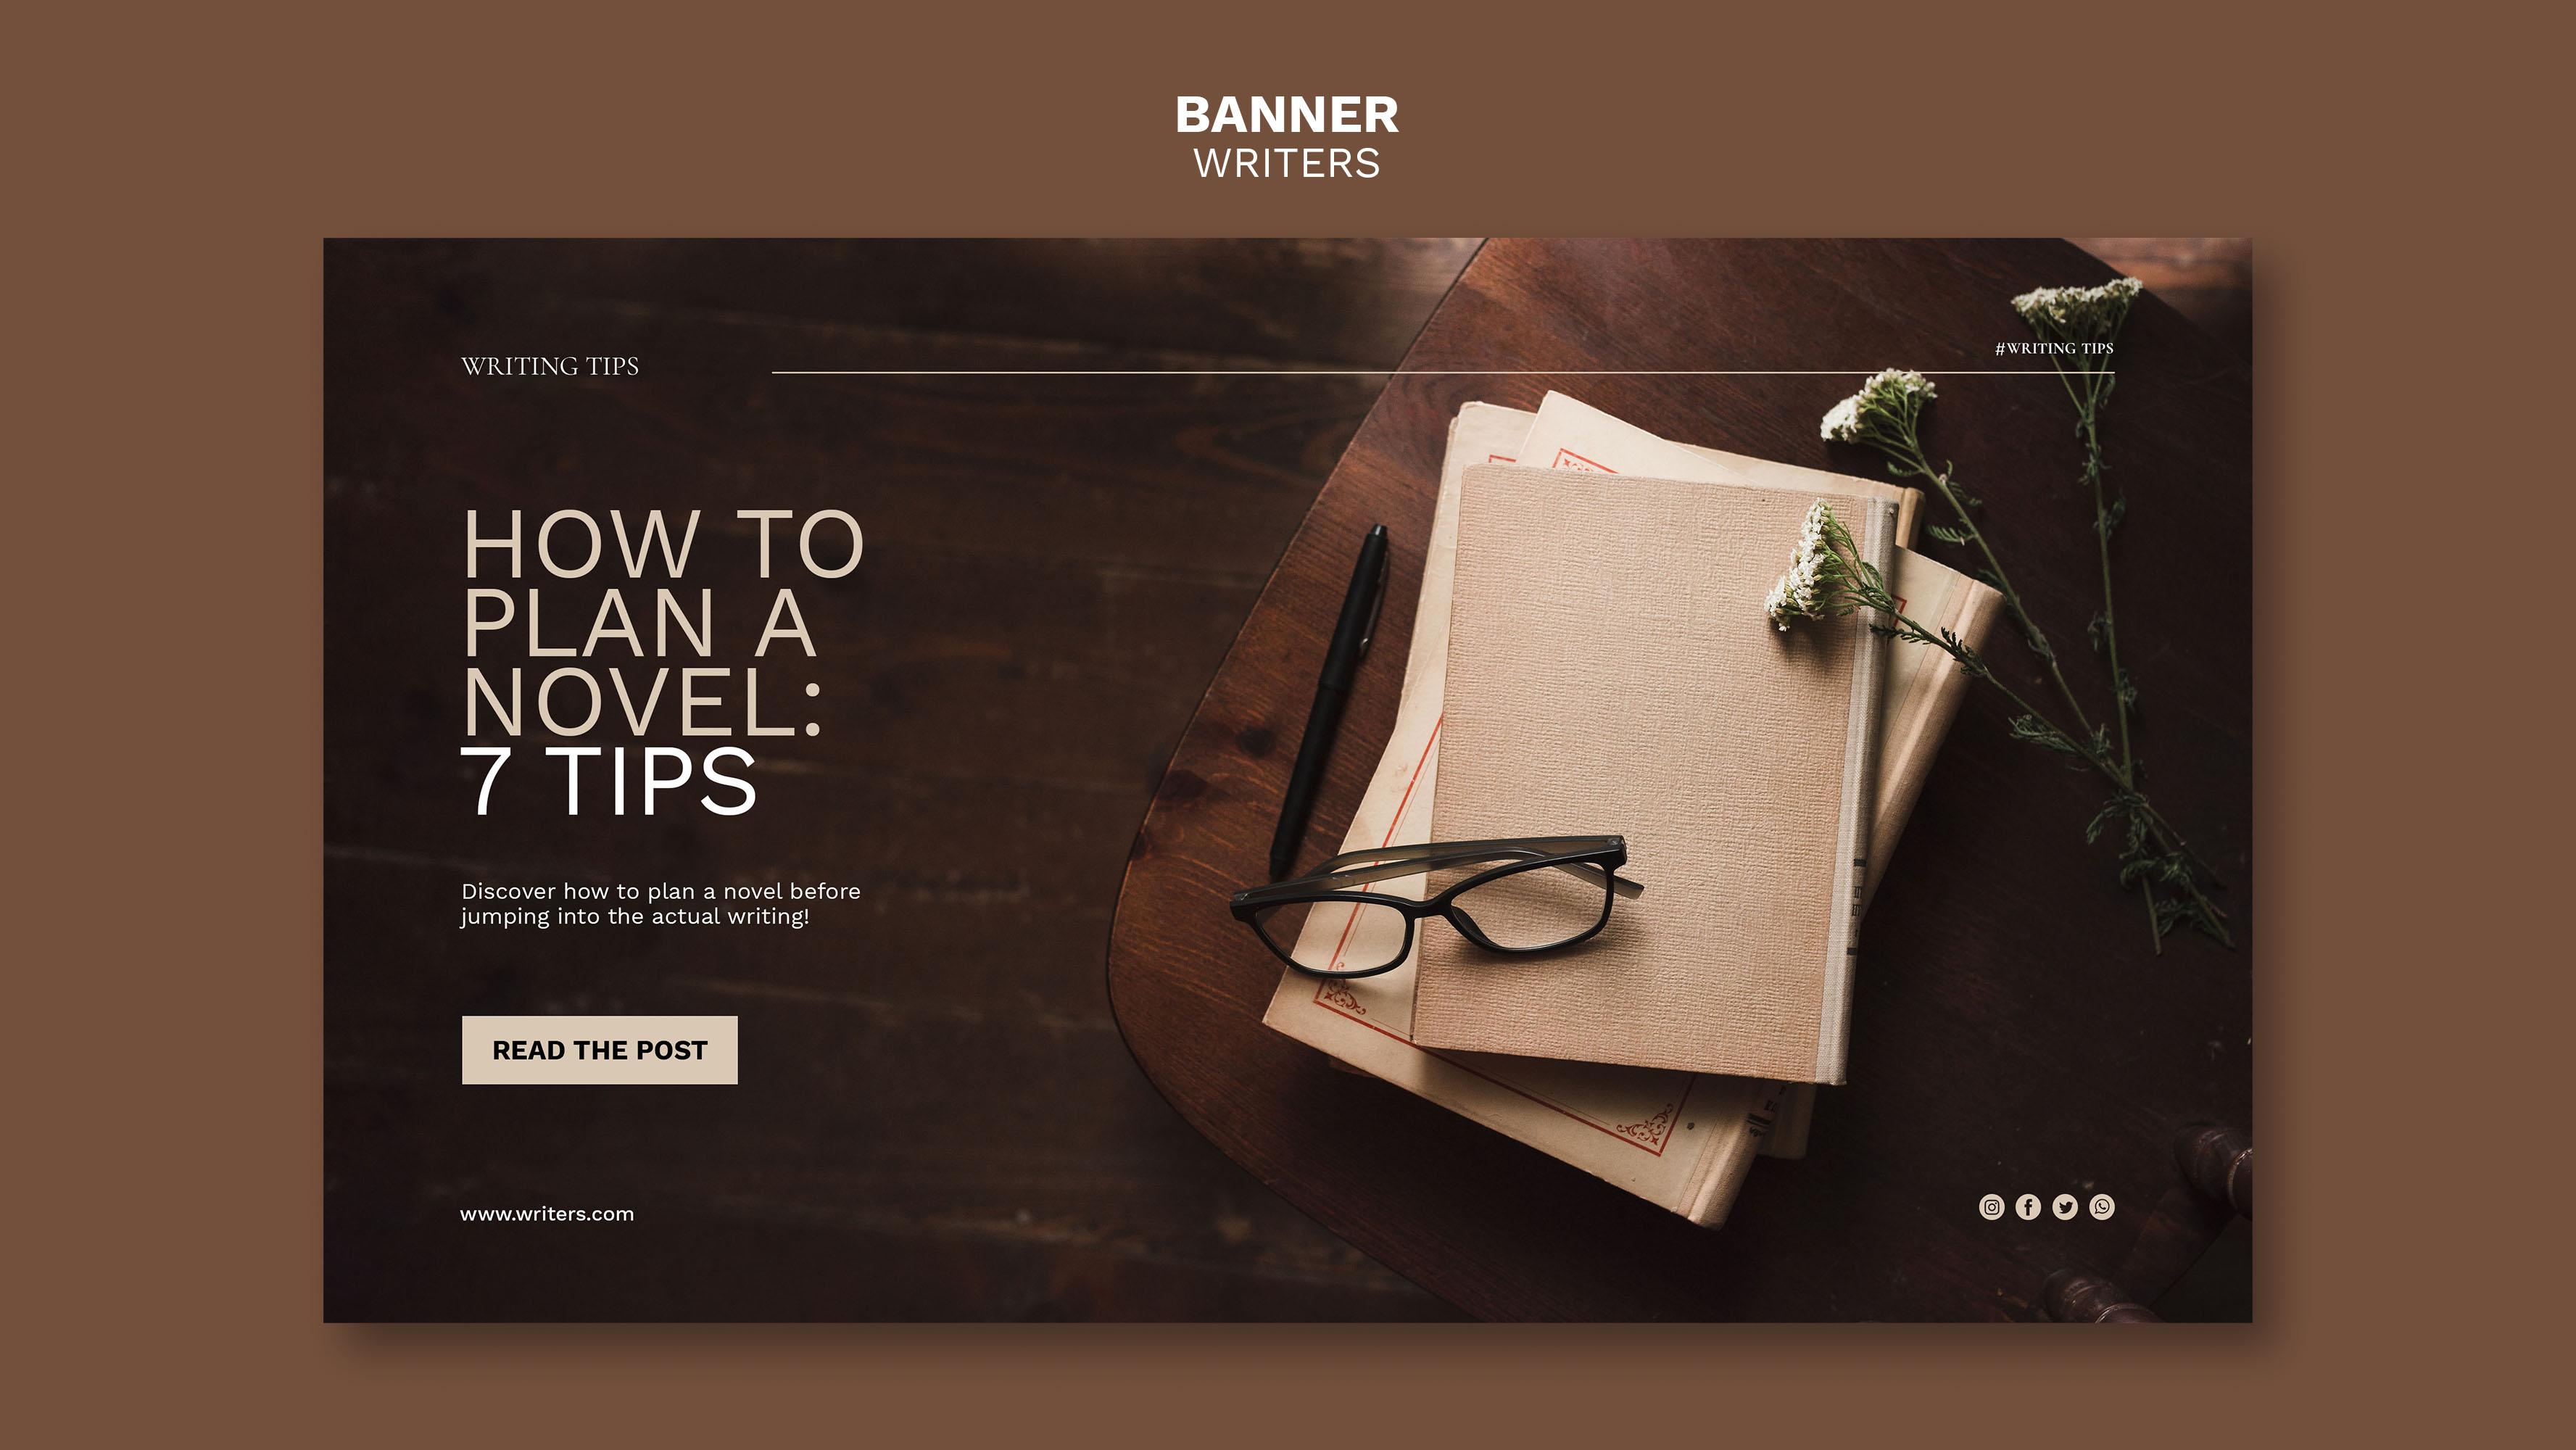 BANNER
WRITERS
WRITING TIPS
#WRITING TIPS
HOW TO
PLAN A
NOVEL:
7 TIPS
Discover how to plan a novel before
jumping into the actual writing!
READ THE POST
www.writers.com